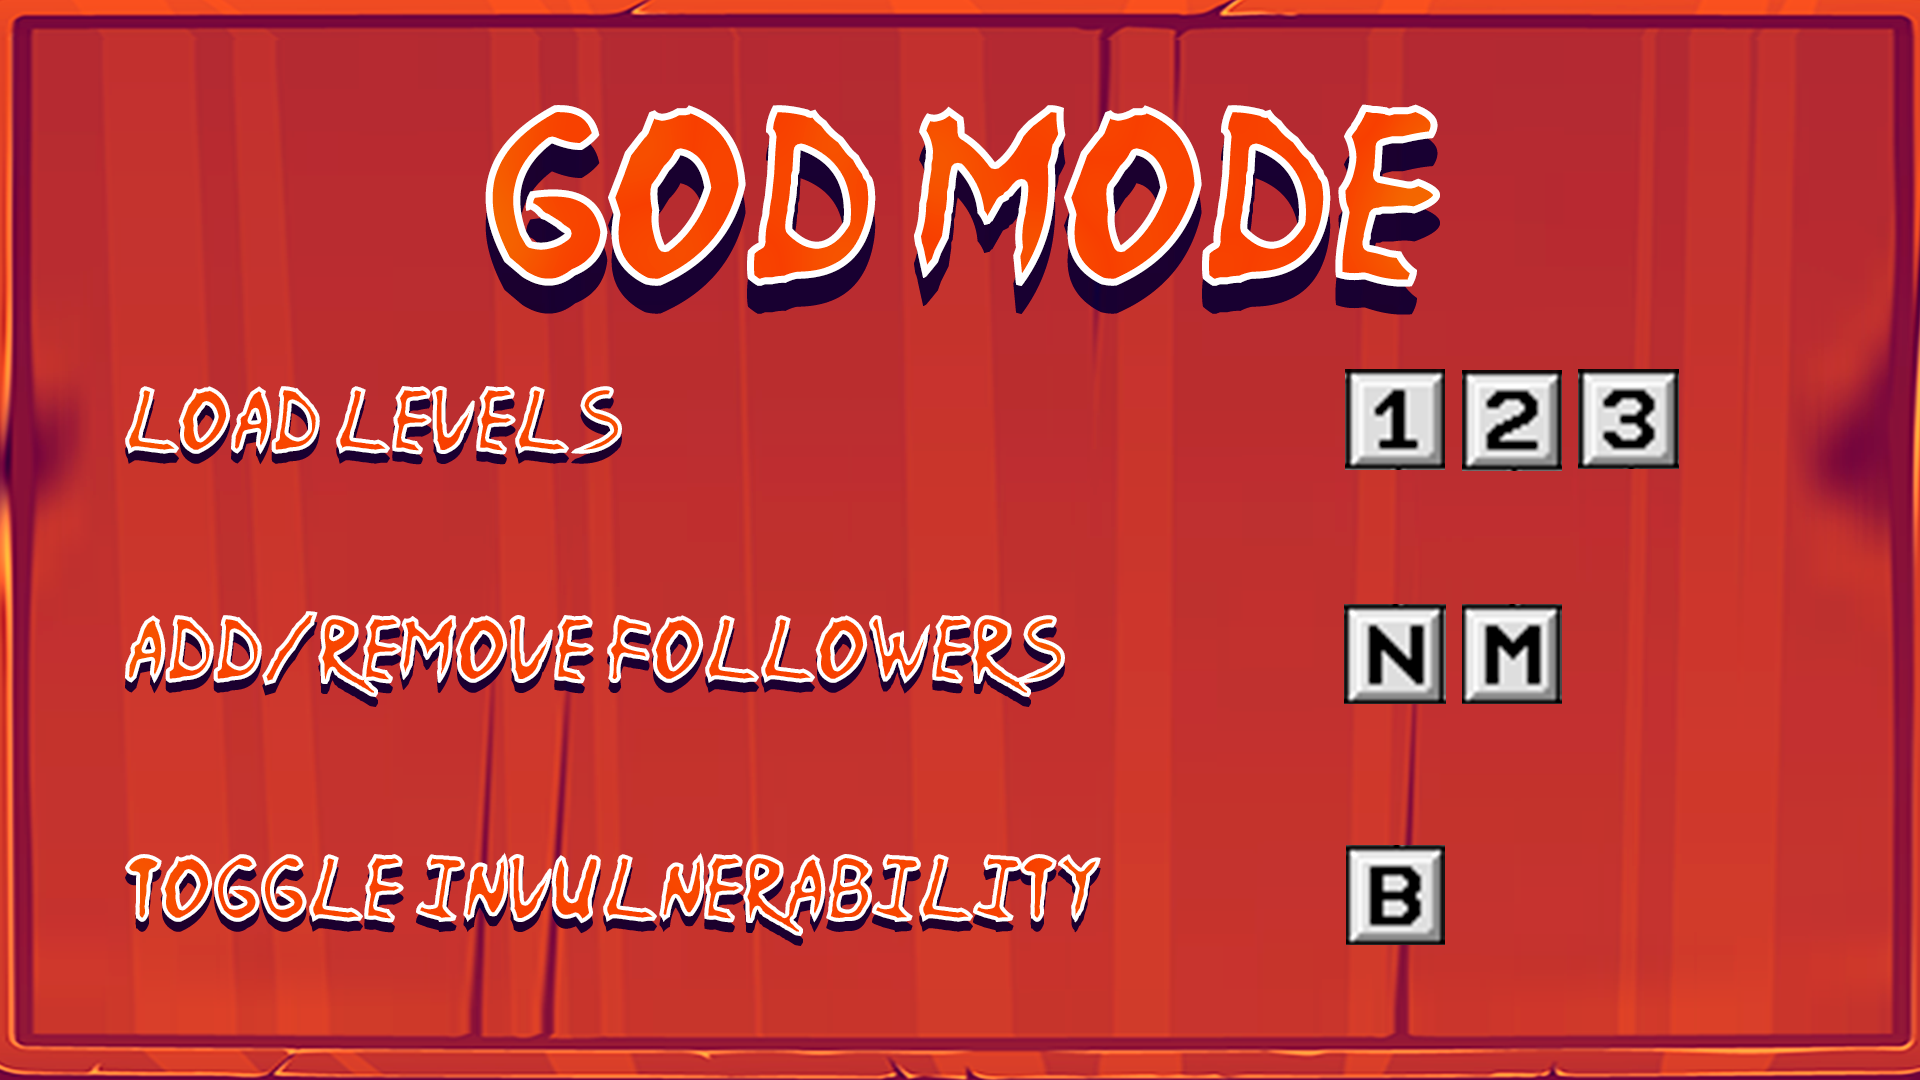 GOD MODE
LOAD LEVELS 1 2 3
ADD/REMOVE FOLLOWERS N M
TOGGLE INVULNERABILITY B